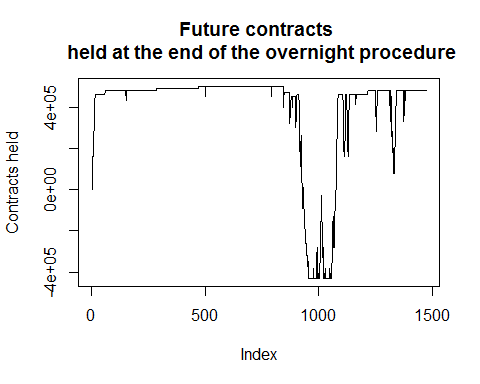 Future contracts
held at the end of the overnight procedure
Contracts held
4e+05
0e+00
-4e+05
0
500
1000
1500
Index